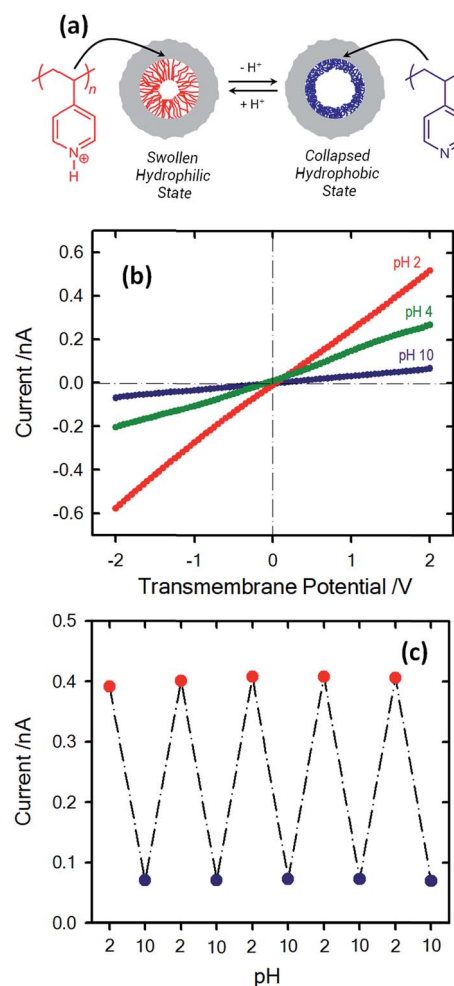 (a)
n
- H⁺
+ H⁺
N
⊕
H
N
Swollen
Hydrophilic
State
Collapsed
Hydrophobic
State
(b)
pH 2
pH 4
pH 10
0.6
0.4
0.2
0.0
-0.2
-0.4
-0.6
Current /nA
-2
-1
0
1
2
Transmembrane Potential /V
(c)
0.5
0.4
0.3
0.2
0.1
0.0
Current /nA
2 10 2 10 2 10 2 10 2 10
pH